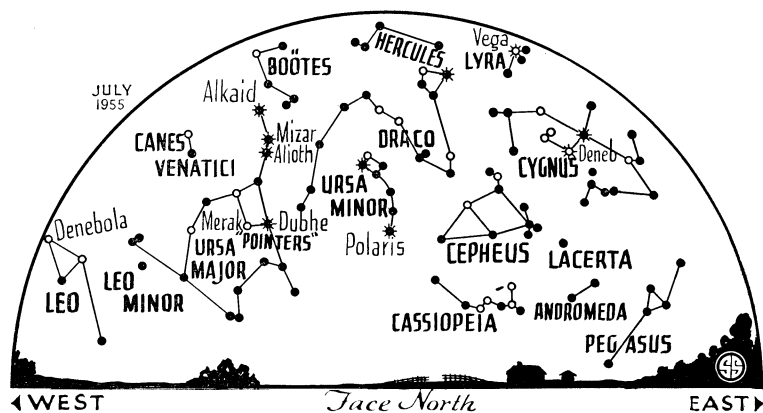 HERCULES
Vega
LYRA
BOÖTES
JULY
1955
Alkaid
CANES
VENATICI
Mizar
Alioth
DRACO
CYGNUS
Deneb
URSA
MINOR
Denebola
Merak
Dubhe
"POINTERS"
URSA
MAJOR
Polaris
CEPHEUS
LACERTA
LEO
LEO
MINOR
CASSIOPEIA
ANDROMEDA
PEGASUS
SS
WEST
Face North
EAST